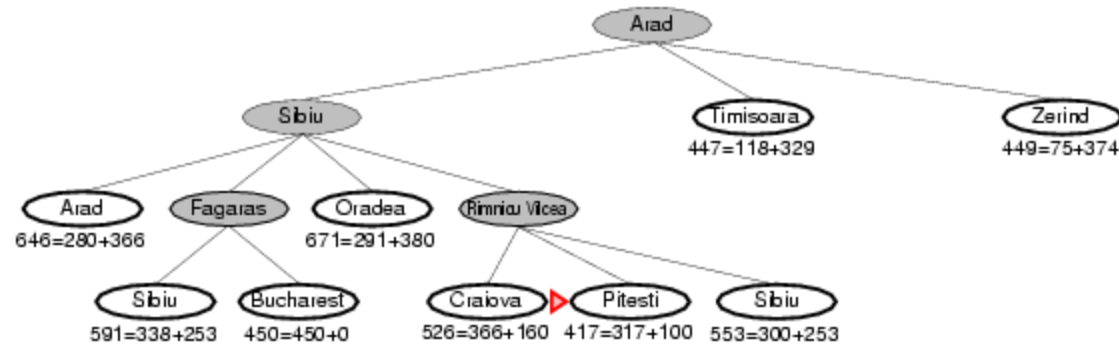 Arad
Sibiu
Timisoara
Zerind
447=118+329
449=75+374
Arad
Fagaras
Oradea
Rimnicu Vilcea
646=280+366
671=291+380
Sibiu
Bucharest
Craiova
Pitesti
Sibiu
591=338+253
450=450+0
526=366+160
417=317+100
553=300+253